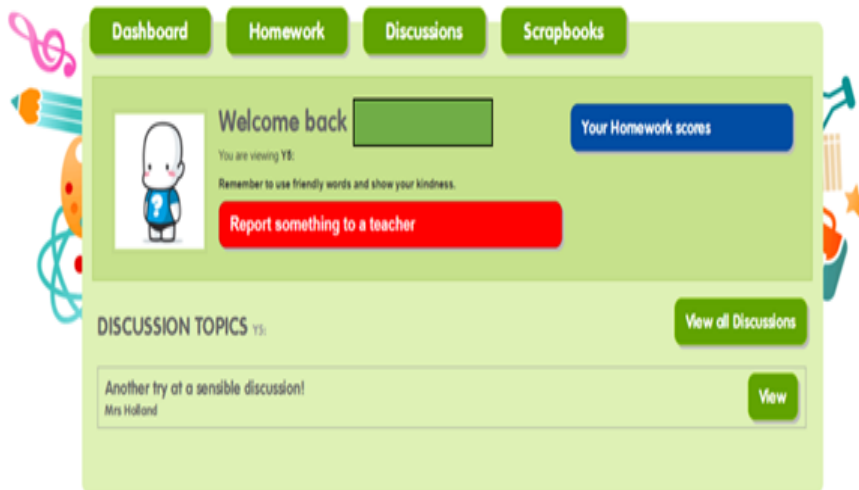 Dashboard Homework Discussions Scrapbooks
Welcome back
Your Homework scores
You are viewing Y5:
Remember to use friendly words and show your kindness.
Report something to a teacher
?
DISCUSSION TOPICS Y5:
View all Discussions
Another try at a sensible discussion!
Mrs Holland
View